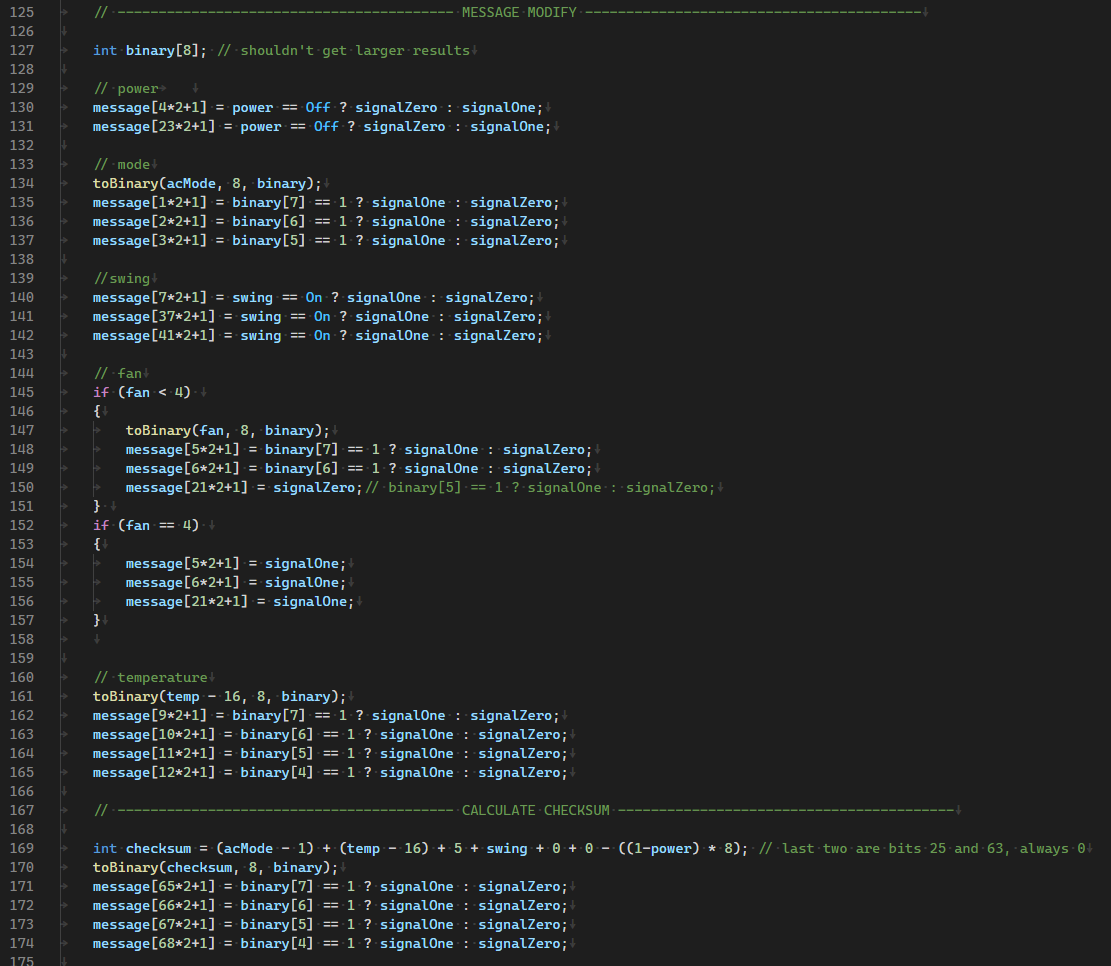 125 // ----------------------------------------- MESSAGE MODIFY -----------------------------------------
126
127 int binary[8]; // shouldn't get larger results
128
129 // power
130 message[4*2+1] = power == Off ? signalZero : signalOne;
131 message[23*2+1] = power == Off ? signalZero : signalOne;
132
133 // mode
134 toBinary(acMode, 8, binary);
135 message[1*2+1] = binary[7] == 1 ? signalOne : signalZero;
136 message[2*2+1] = binary[6] == 1 ? signalOne : signalZero;
137 message[3*2+1] = binary[5] == 1 ? signalOne : signalZero;
138
139 //swing
140 message[7*2+1] = swing == On ? signalOne : signalZero;
141 message[37*2+1] = swing == On ? signalOne : signalZero;
142 message[41*2+1] = swing == On ? signalOne : signalZero;
143
144 // fan
145 if (fan < 4)
146 {
147 toBinary(fan, 8, binary);
148 message[5*2+1] = binary[7] == 1 ? signalOne : signalZero;
149 message[6*2+1] = binary[6] == 1 ? signalOne : signalZero;
150 message[21*2+1] = signalZero;// binary[5] == 1 ? signalOne : signalZero;
151 }
152 if (fan == 4)
153 {
154 message[5*2+1] = signalOne;
155 message[6*2+1] = signalOne;
156 message[21*2+1] = signalOne;
157 }
158
159
160 // temperature
161 toBinary(temp - 16, 8, binary);
162 message[9*2+1] = binary[7] == 1 ? signalOne : signalZero;
163 message[10*2+1] = binary[6] == 1 ? signalOne : signalZero;
164 message[11*2+1] = binary[5] == 1 ? signalOne : signalZero;
165 message[12*2+1] = binary[4] == 1 ? signalOne : signalZero;
166
167 // ----------------------------------------- CALCULATE CHECKSUM -----------------------------------------
168
169 int checksum = (acMode - 1) + (temp - 16) + 5 + swing + 0 + 0 - ((1-power) * 8); // last two are bits 25 and 63, always 0
170 toBinary(checksum, 8, binary);
171 message[65*2+1] = binary[7] == 1 ? signalOne : signalZero;
172 message[66*2+1] = binary[6] == 1 ? signalOne : signalZero;
173 message[67*2+1] = binary[5] == 1 ? signalOne : signalZero;
174 message[68*2+1] = binary[4] == 1 ? signalOne : signalZero;
175